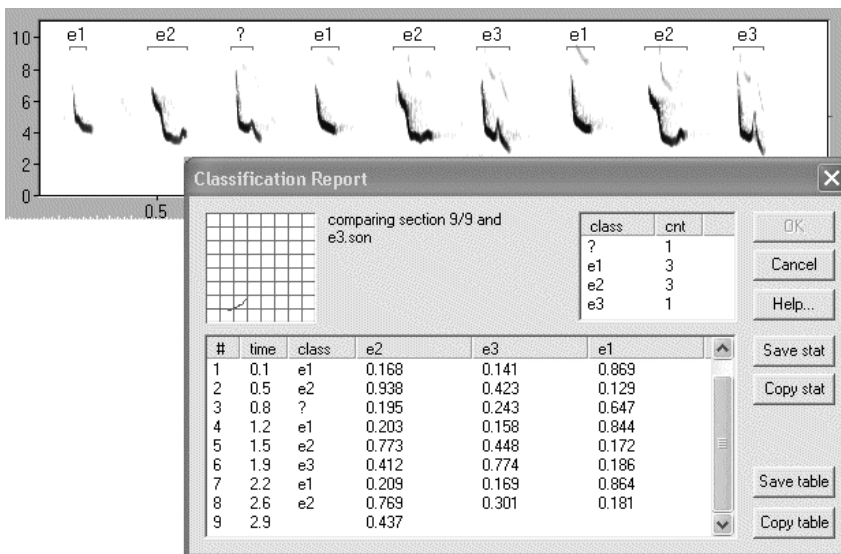 e1 e2 ? e1 e2 e3 e1 e2 e3
10
8
6
4
2
0
0.5
Classification Report
comparing section 9/9 and
e3.son
class cnt
? 1
e1 3
e2 3
e3 1
OK
Cancel
Help...
# time class e2 e3 e1
1 0.1 e1 0.168 0.141 0.869
2 0.5 e2 0.938 0.423 0.129
3 0.8 ? 0.195 0.243 0.647
4 1.2 e1 0.203 0.158 0.844
5 1.5 e2 0.773 0.448 0.172
6 1.9 e3 0.412 0.774 0.186
7 2.2 e1 0.209 0.169 0.864
8 2.6 e2 0.769 0.301 0.181
9 2.9 0.437
Save stat
Copy stat
Save table
Copy table